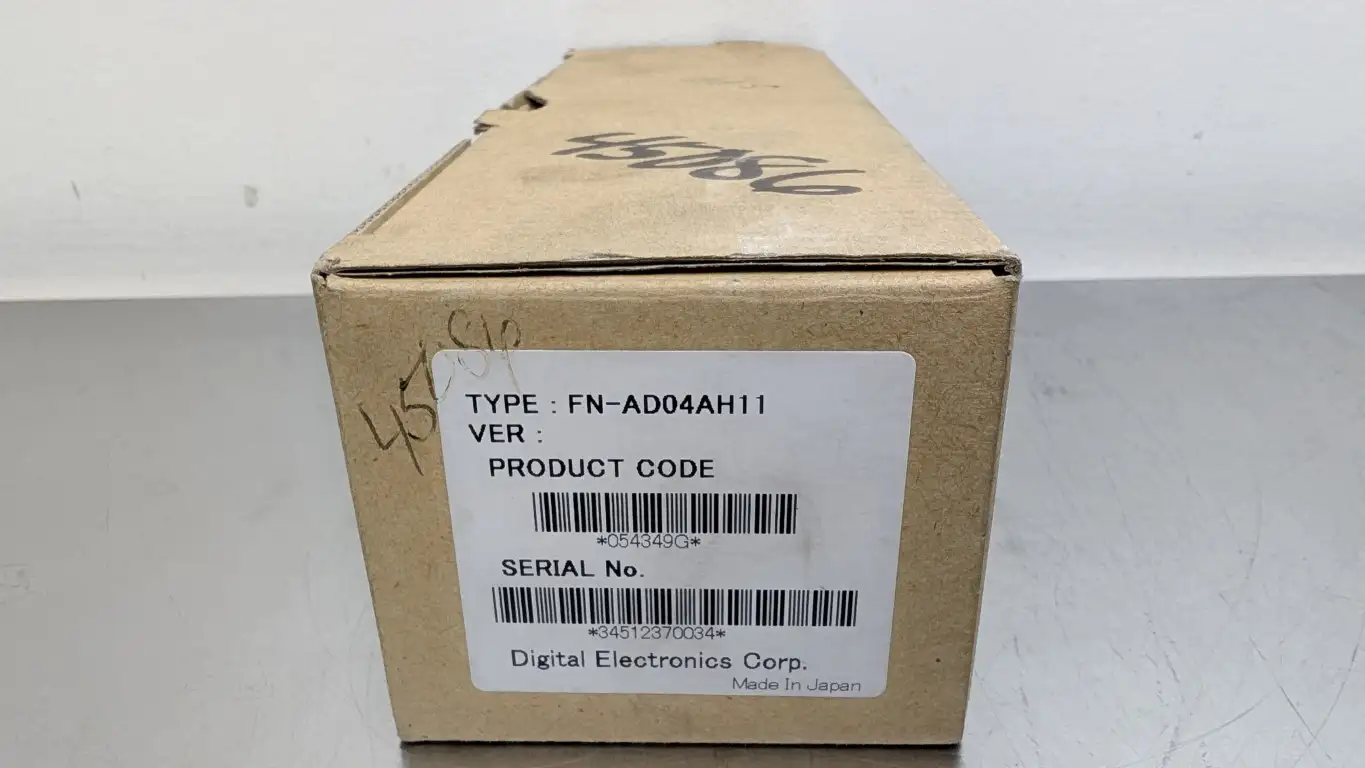 45086
45086
TYPE : FN-AD04AH11
VER :
PRODUCT CODE
*054349G*
SERIAL No.
*34512370034*
Digital Electronics Corp.
Made In Japan